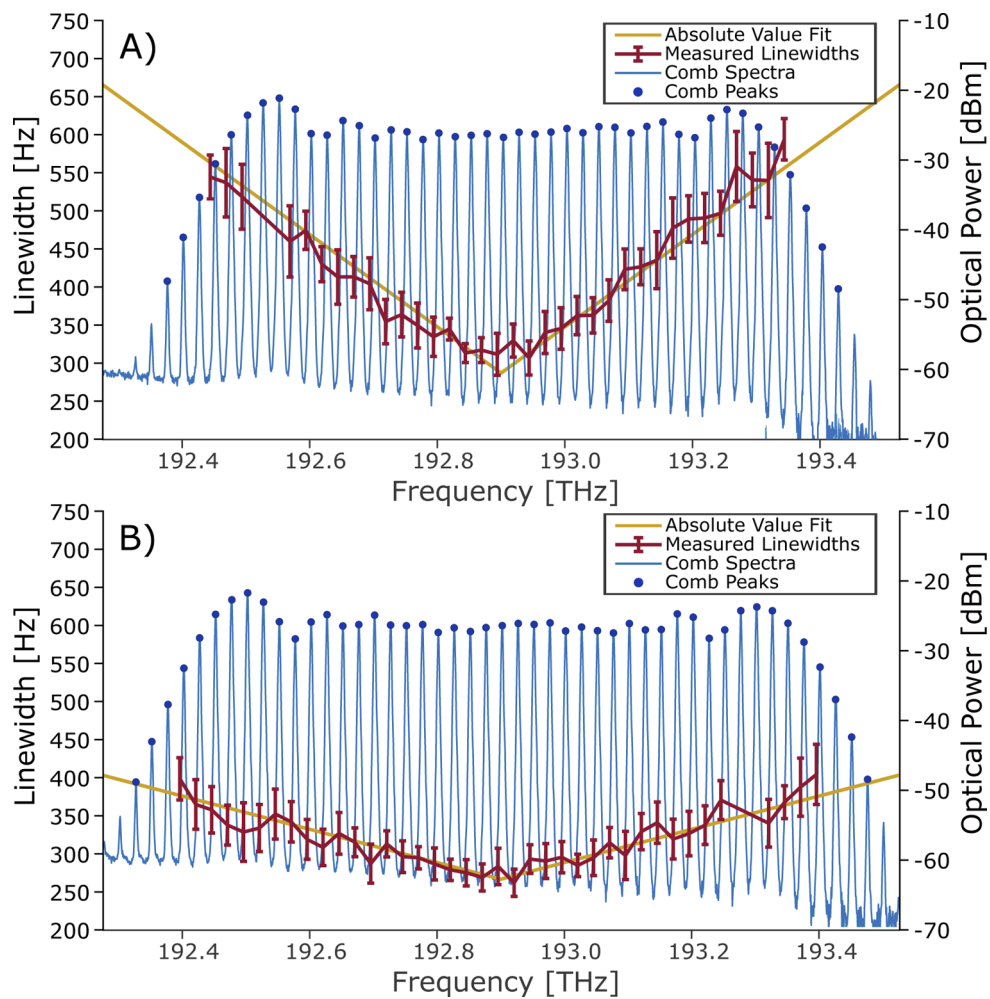 A)
Absolute Value Fit
Measured Linewidths
Comb Spectra
Comb Peaks
Linewidth [Hz]
750
700
650
600
550
500
450
400
350
300
250
200
-10
-20
-30
-40
-50
-60
-70
Optical Power [dBm]
192.4 192.6 192.8 193.0 193.2 193.4
Frequency [THz]
B)
Absolute Value Fit
Measured Linewidths
Comb Spectra
Comb Peaks
Linewidth [Hz]
750
700
650
600
550
500
450
400
350
300
250
200
-10
-20
-30
-40
-50
-60
-70
Optical Power [dBm]
192.4 192.6 192.8 193.0 193.2 193.4
Frequency [THz]